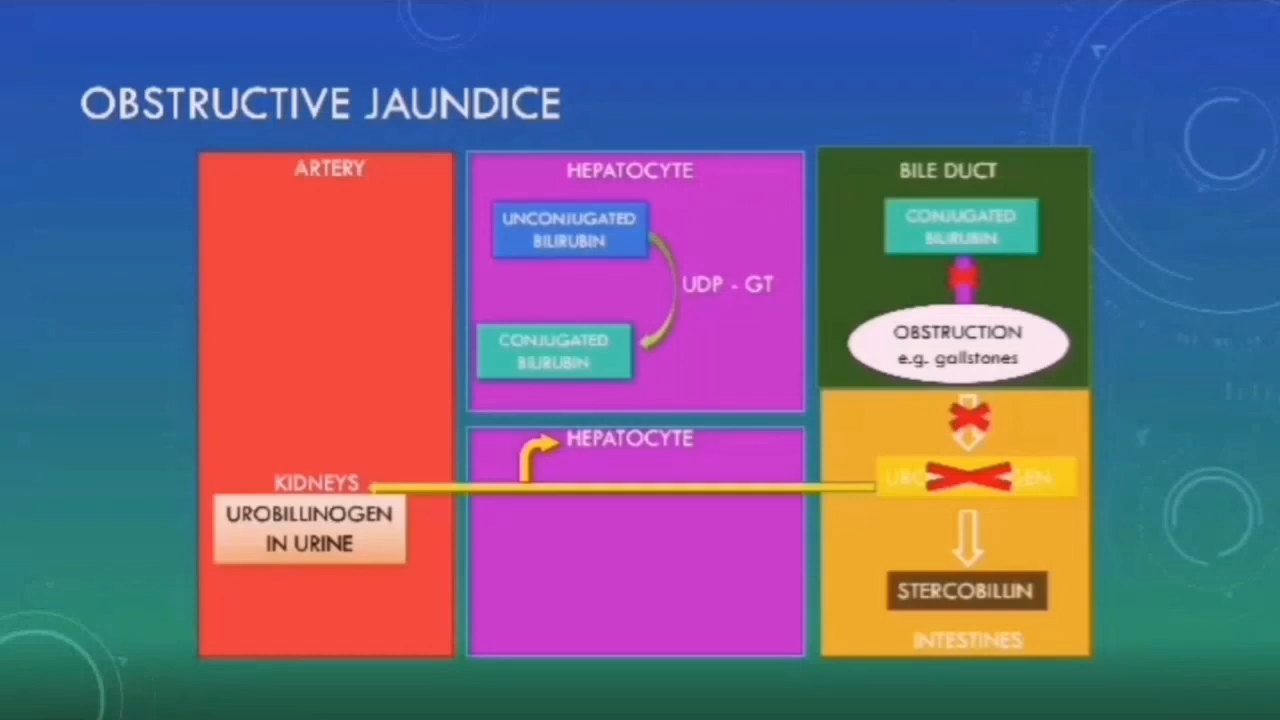 OBSTRUCTIVE JAUNDICE
ARTERY
HEPATOCYTE
BILE DUCT
UNCONJUGATED
BILIRUBIN
CONJUGATED
BILIRUBIN
UDP - GT
OBSTRUCTION
e.g. gallstones
CONJUGATED
BILIRUBIN
HEPATOCYTE
KIDNEYS
UROBILLINOGEN
IN URINE
STERCOBILLIN
INTESTINES